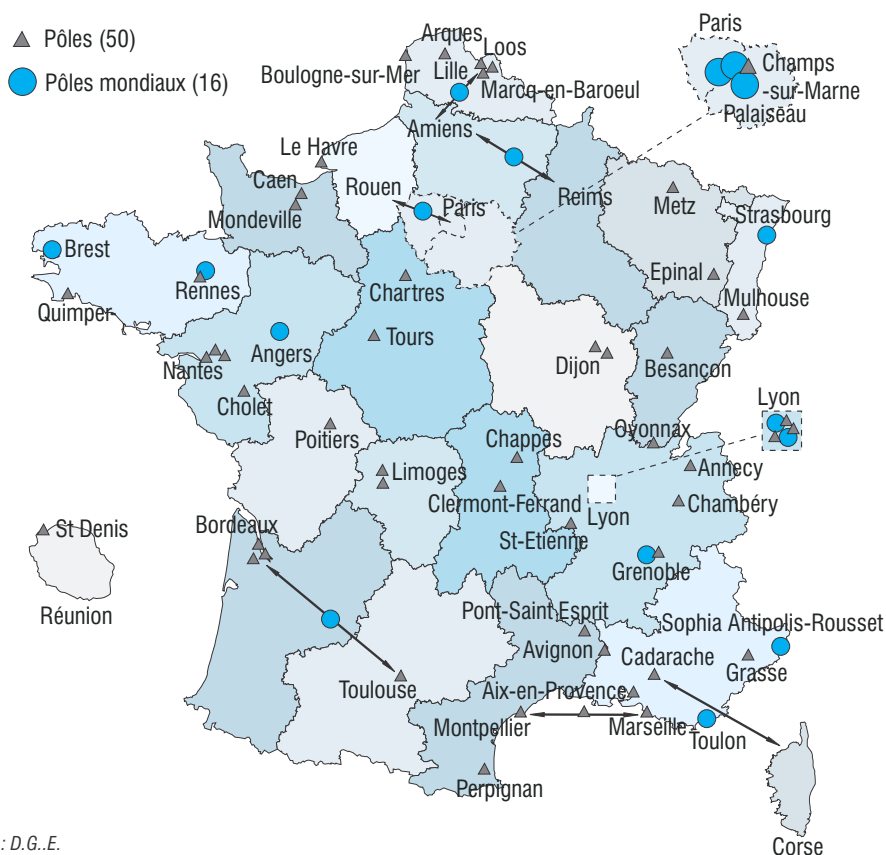 Pôles (50)
Pôles mondiaux (16)
Paris
Champs
-sur-Marne
Palaiseau
Arques
Loos
Boulogne-sur-Mer
Lille
Marcq-en-Baroeul
Amiens
Le Havre
Caen
Rouen
Mondeville
Paris
Reims
Metz
Strasbourg
Brest
Rennes
Quimper
Chartres
Epinal
Mulhouse
Tours
Angers
Nantes
Cholet
Dijon
Besançon
Lyon
Poitiers
Oyonnax
Chappes
Limoges
Annecy
Clermont-Ferrand
Lyon
Chambéry
St-Etienne
Bordeaux
St Denis
Grenoble
Réunion
Pont-Saint Esprit
Sophia Antipolis-Rousset
Avignon
Cadarache
Grasse
Toulouse
Aix-en-Provence
Montpellier
Marseille-
Toulon
Perpignan
Corse
: D.G..E.